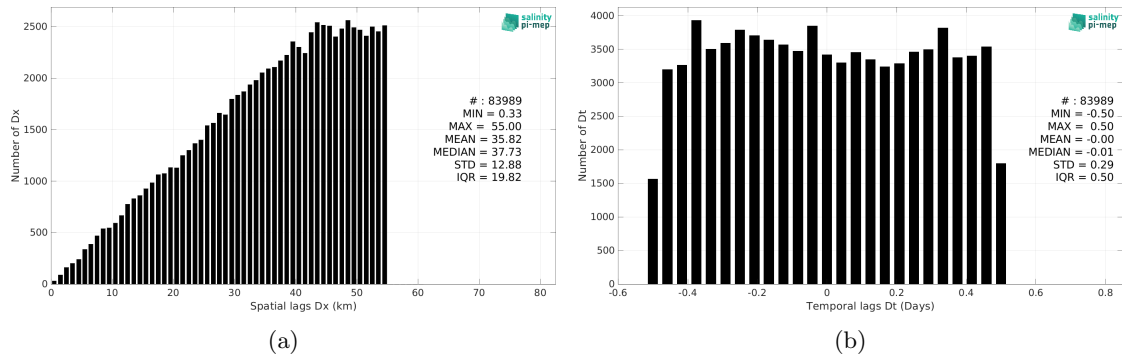 salinity
pi-mep
2500
2000
1500
1000
500
0
Number of Dx
# : 83989
MIN = 0.33
MAX = 55.00
MEAN = 35.82
MEDIAN = 37.73
STD = 12.88
IQR = 19.82
0 10 20 30 40 50 60 70 80
Spatial lags Dx (km)
(a)
salinity
pi-mep
4000
3500
3000
2500
2000
1500
1000
500
0
Number of Dt
# : 83989
MIN = -0.50
MAX = 0.50
MEAN = -0.00
MEDIAN = -0.01
STD = 0.29
IQR = 0.50
-0.6 -0.4 -0.2 0 0.2 0.4 0.6 0.8
Temporal lags Dt (Days)
(b)